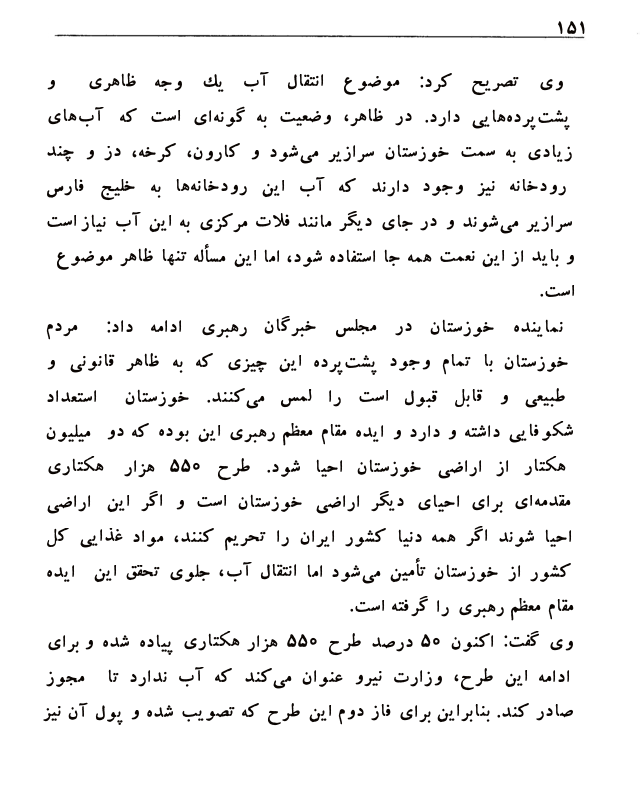 ۱۵۱
وی تصریح کرد: موضوع انتقال آب یك وجه ظاهری و
پشت‌پرده‌هایی دارد. در ظاهر، وضعیت به گونه‌ای است که آب‌های
زیادی به سمت خوزستان سرازیر می‌شود و کارون، کرخه، دز و چند
رودخانه نیز وجود دارند که آب این رودخانه‌ها به خلیج فارس
سرازیر می‌شوند و در جای دیگر مانند فلات مرکزی به این آب نیاز است
و باید از این نعمت همه جا استفاده شود، اما این مسأله تنها ظاهر موضوع
است.
نماینده خوزستان در مجلس خبرگان رهبری ادامه داد: مردم
خوزستان با تمام وجود پشت‌پرده این چیزی که به ظاهر قانونی و
طبیعی و قابل قبول است را لمس می‌کنند. خوزستان استعداد
شکوفایی داشته و دارد و ایده مقام معظم رهبری این بوده که دو میلیون
هکتار از اراضی خوزستان احیا شود. طرح ۵۵۰ هزار هکتاری
مقدمه‌ای برای احیای دیگر اراضی خوزستان است و اگر این اراضی
احیا شوند اگر همه دنیا کشور ایران را تحریم کنند، مواد غذایی کل
کشور از خوزستان تأمین می‌شود اما انتقال آب، جلوی تحقق این ایده
مقام معظم رهبری را گرفته است.
وی گفت: اکنون ۵۰ درصد طرح ۵۵۰ هزار هکتاری پیاده شده و برای
ادامه این طرح، وزارت نیرو عنوان می‌کند که آب ندارد تا مجوز
صادر کند. بنابراین برای فاز دوم این طرح که تصویب شده و پول آن نیز